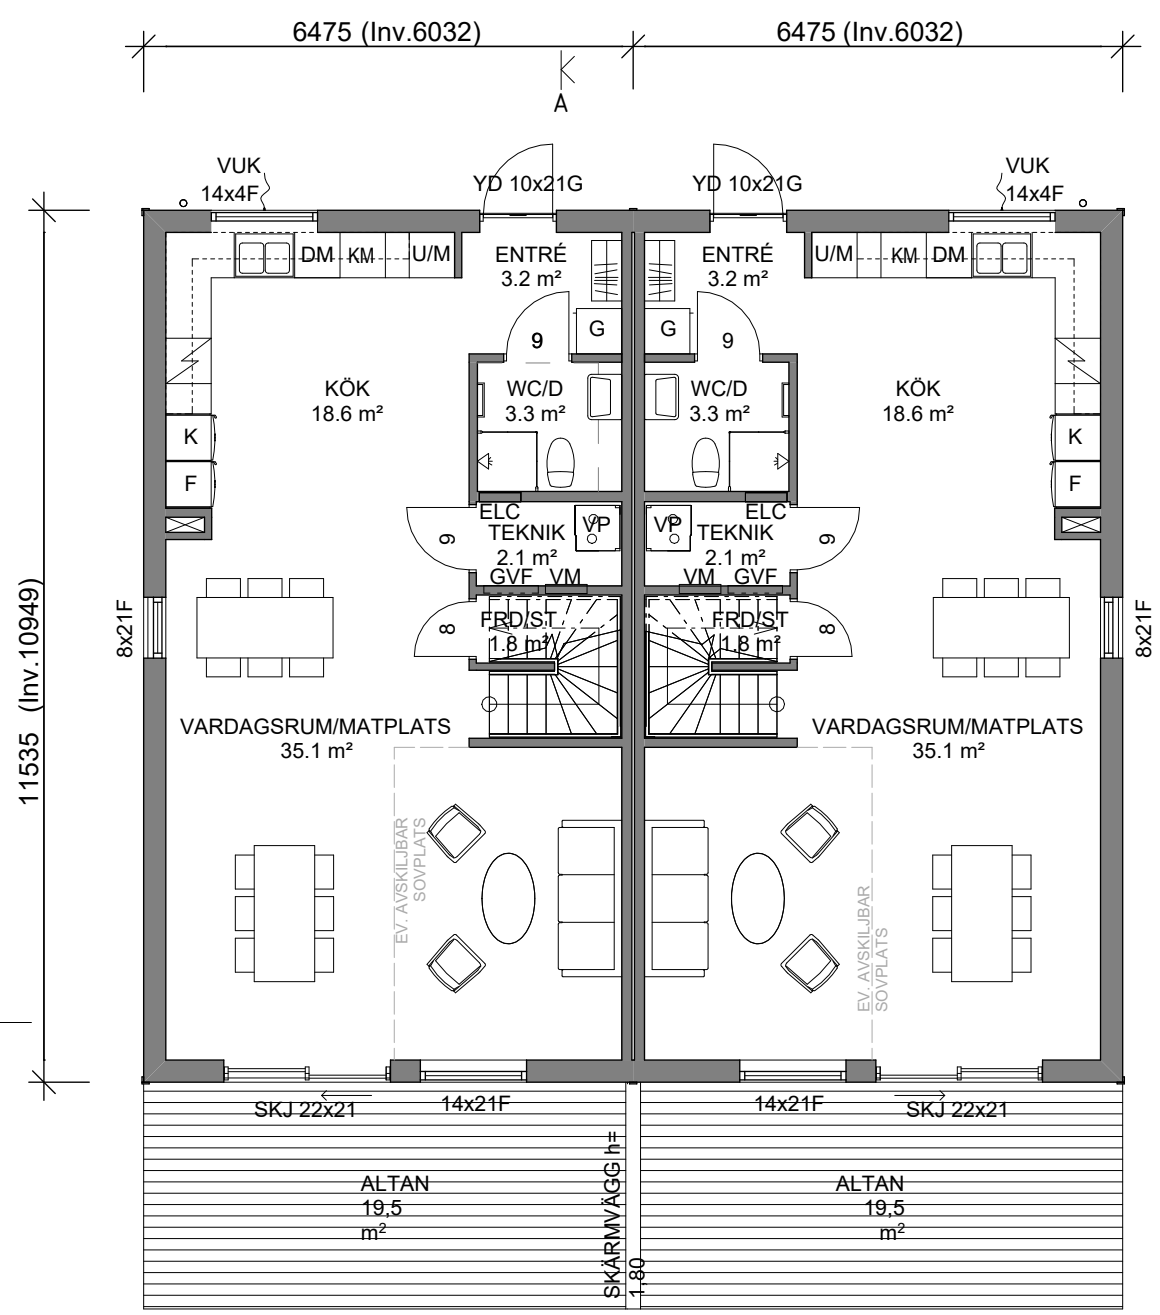 6475 (Inv.6032)
6475 (Inv.6032)
A
VUK
14x4F
YD 10x21G
YD 10x21G
VUK
14x4F
DM
KM
U/M
ENTRÉ
3.2 m²
ENTRÉ
3.2 m²
U/M
KM
DM
G
G
9
9
KÖK
18.6 m²
WC/D
3.3 m²
WC/D
3.3 m²
KÖK
18.6 m²
K
F
K
F
ELC
TEKNIK
2.1 m²
VP
GVF
VM
VP
ELC
TEKNIK
2.1 m²
VM
GVF
9
9
8
FRD/ST
1.8 m²
FRD/ST
1.8 m²
8
8x21F
8x21F
11535 (Inv.10949)
VARDAGSRUM/MATPLATS
35.1 m²
VARDAGSRUM/MATPLATS
35.1 m²
EV. AVSKILJBAR
SOVPLATS
EV. AVSKILJBAR
SOVPLATS
SKJ 22x21
14x21F
14x21F
SKJ 22x21
ALTAN
19,5
m²
SKÄRMVÄGG h=
1,80
ALTAN
19,5
m²